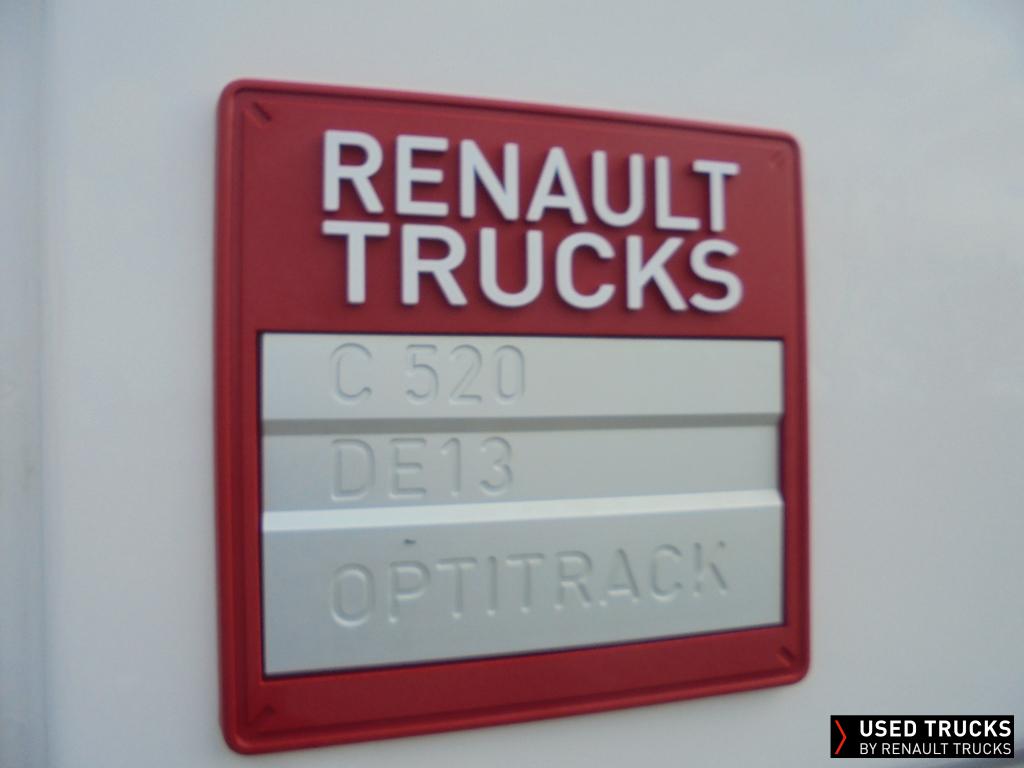 RENAULT
TRUCKS
C 520
DE13
OPTITRACK
USED TRUCKS
BY RENAULT TRUCKS